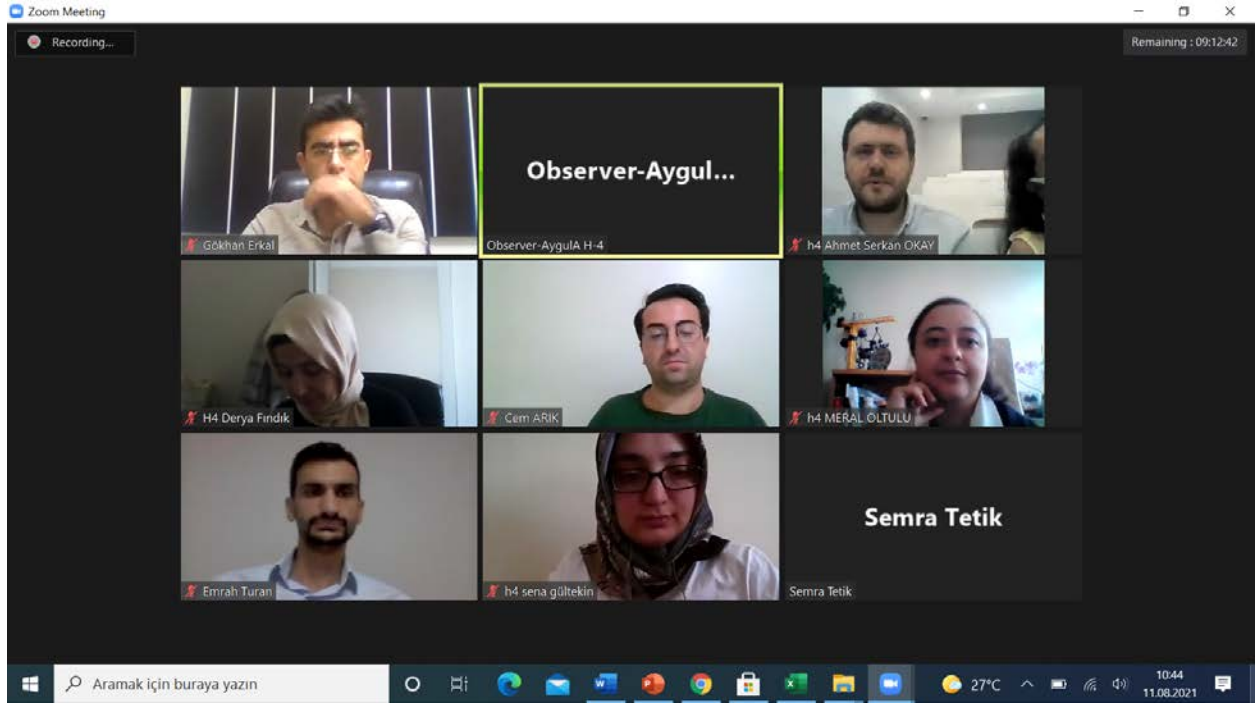 Zoom Meeting
Recording...
Remaining : 09:12:42
Gökhan Erkal
Observer-Aygul...
Observer-AygulA H-4
h4 Ahmet Serkan OKAY
H4 Derya Fındık
Cem ARIK
h4 MERAL OLTULU
Emrah Turan
h4 sena gültekin
Semra Tetik
Semra Tetik
Aramak için buraya yazın
27°C
10:44
11.08.2021